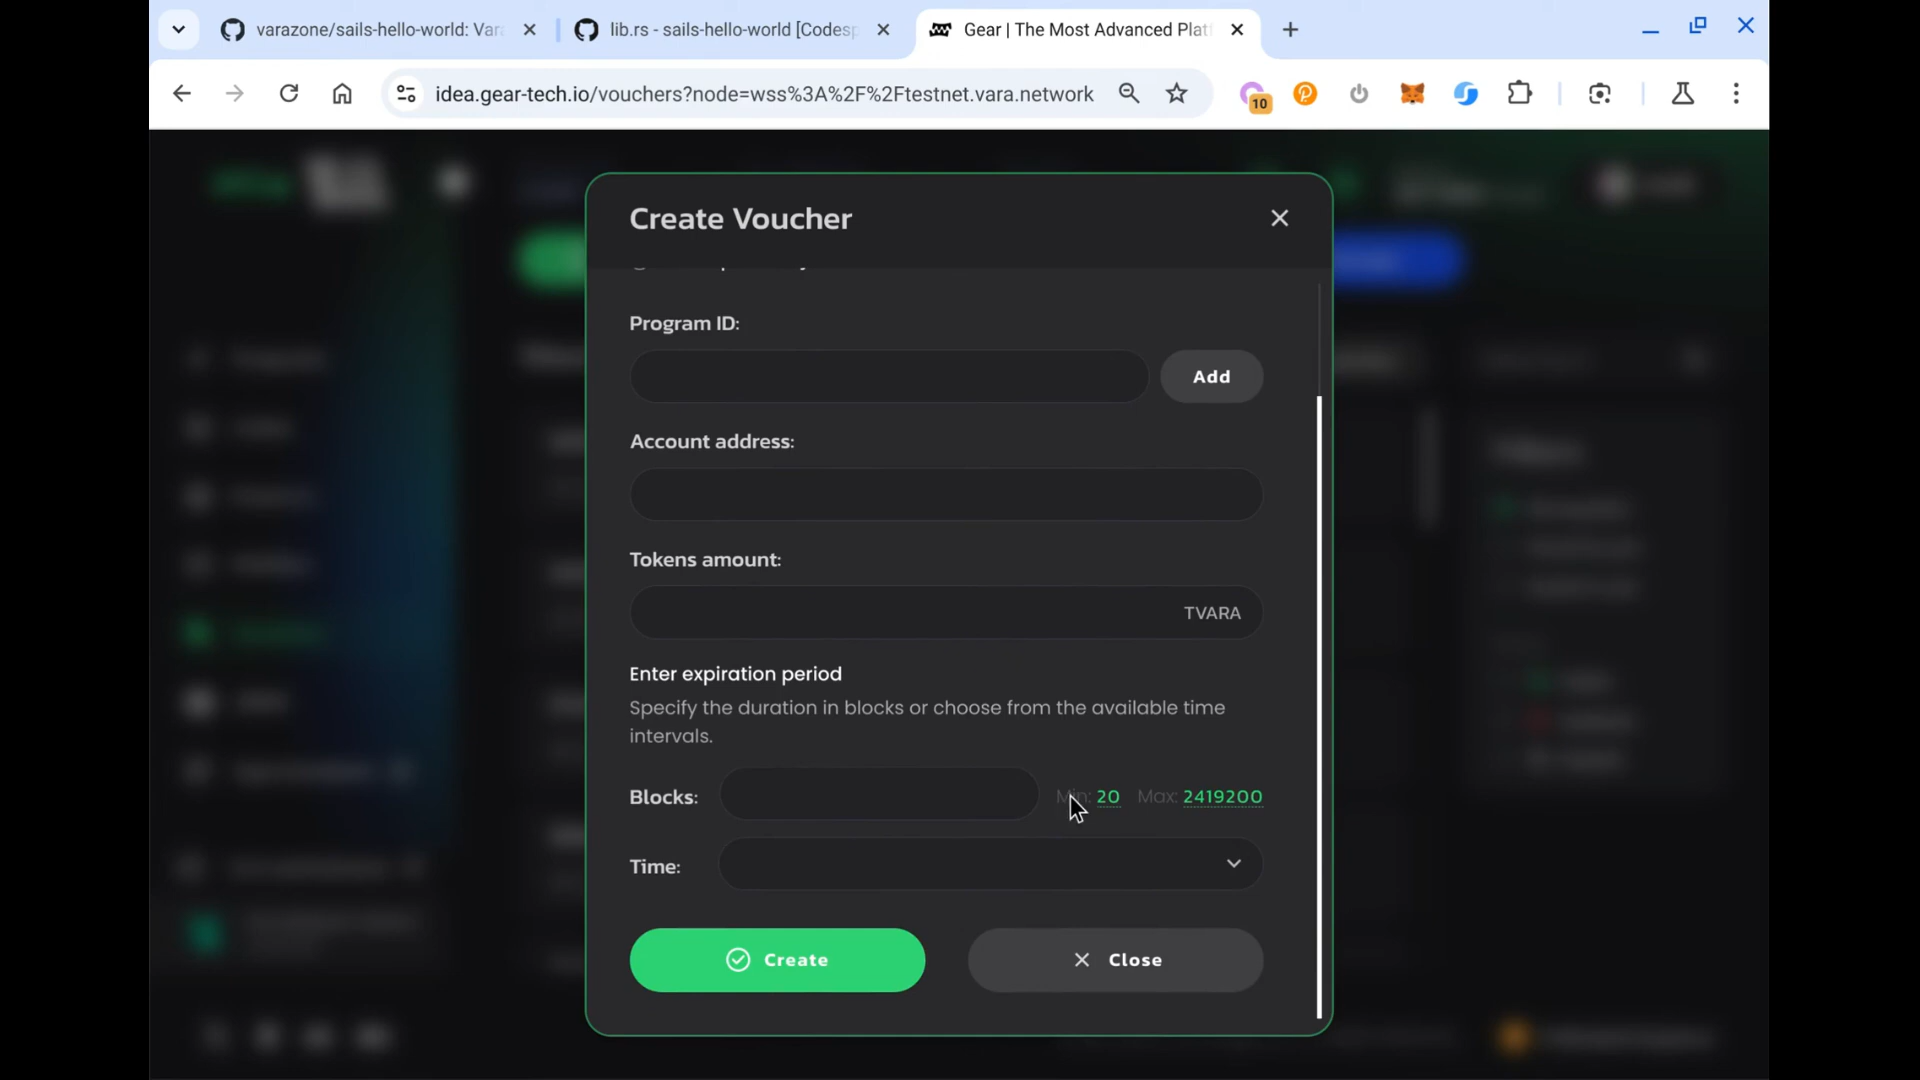 varazone/sails-hello-world: Vara
lib.rs - sails-hello-world [Codesp
Gear | The Most Advanced Platf
idea.gear-tech.io/vouchers?node=wss%3A%2F%2Ftestnet.vara.network
10
Create Voucher
Program ID:
Add
Account address:
Tokens amount:
TVARA
Enter expiration period
Specify the duration in blocks or choose from the available time
intervals.
Blocks:
Min: 20 Max: 2419200
Time:
Create
Close